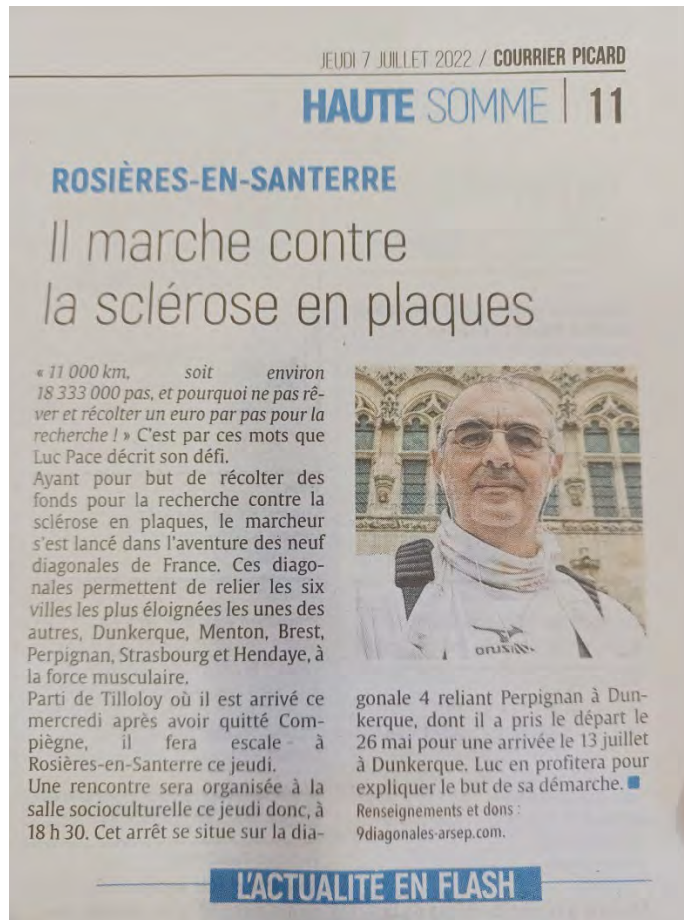 JEUDI 7 JUILLET 2022 / COURRIER PICARD
HAUTE SOMME | 11
ROSIÈRES-EN-SANTERRE
Il marche contre
la sclérose en plaques
« 11 000 km, soit environ
18 333 000 pas, et pourquoi ne pas rê-
ver et récolter un euro par pas pour la
recherche ! » C'est par ces mots que
Luc Pace décrit son défi.
Ayant pour but de récolter des
fonds pour la recherche contre la
sclérose en plaques, le marcheur
s'est lancé dans l'aventure des neuf
diagonales de France. Ces diago-
nales permettent de relier les six
villes les plus éloignées les unes des
autres, Dunkerque, Menton, Brest,
Perpignan, Strasbourg et Hendaye, à
la force musculaire.
Parti de Tilloloy où il est arrivé ce
mercredi après avoir quitté Com-
piègne, il fera escale à
Rosières-en-Santerre ce jeudi.
Une rencontre sera organisée à la
salle socioculturelle ce jeudi donc, à
18 h 30. Cet arrêt se situe sur la dia-
gonale 4 reliant Perpignan à Dun-
kerque, dont il a pris le départ le
26 mai pour une arrivée le 13 juillet
à Dunkerque. Luc en profitera pour
expliquer le but de sa démarche.
Renseignements et dons :
9diagonales-arsep.com.
L'ACTUALITÉ EN FLASH